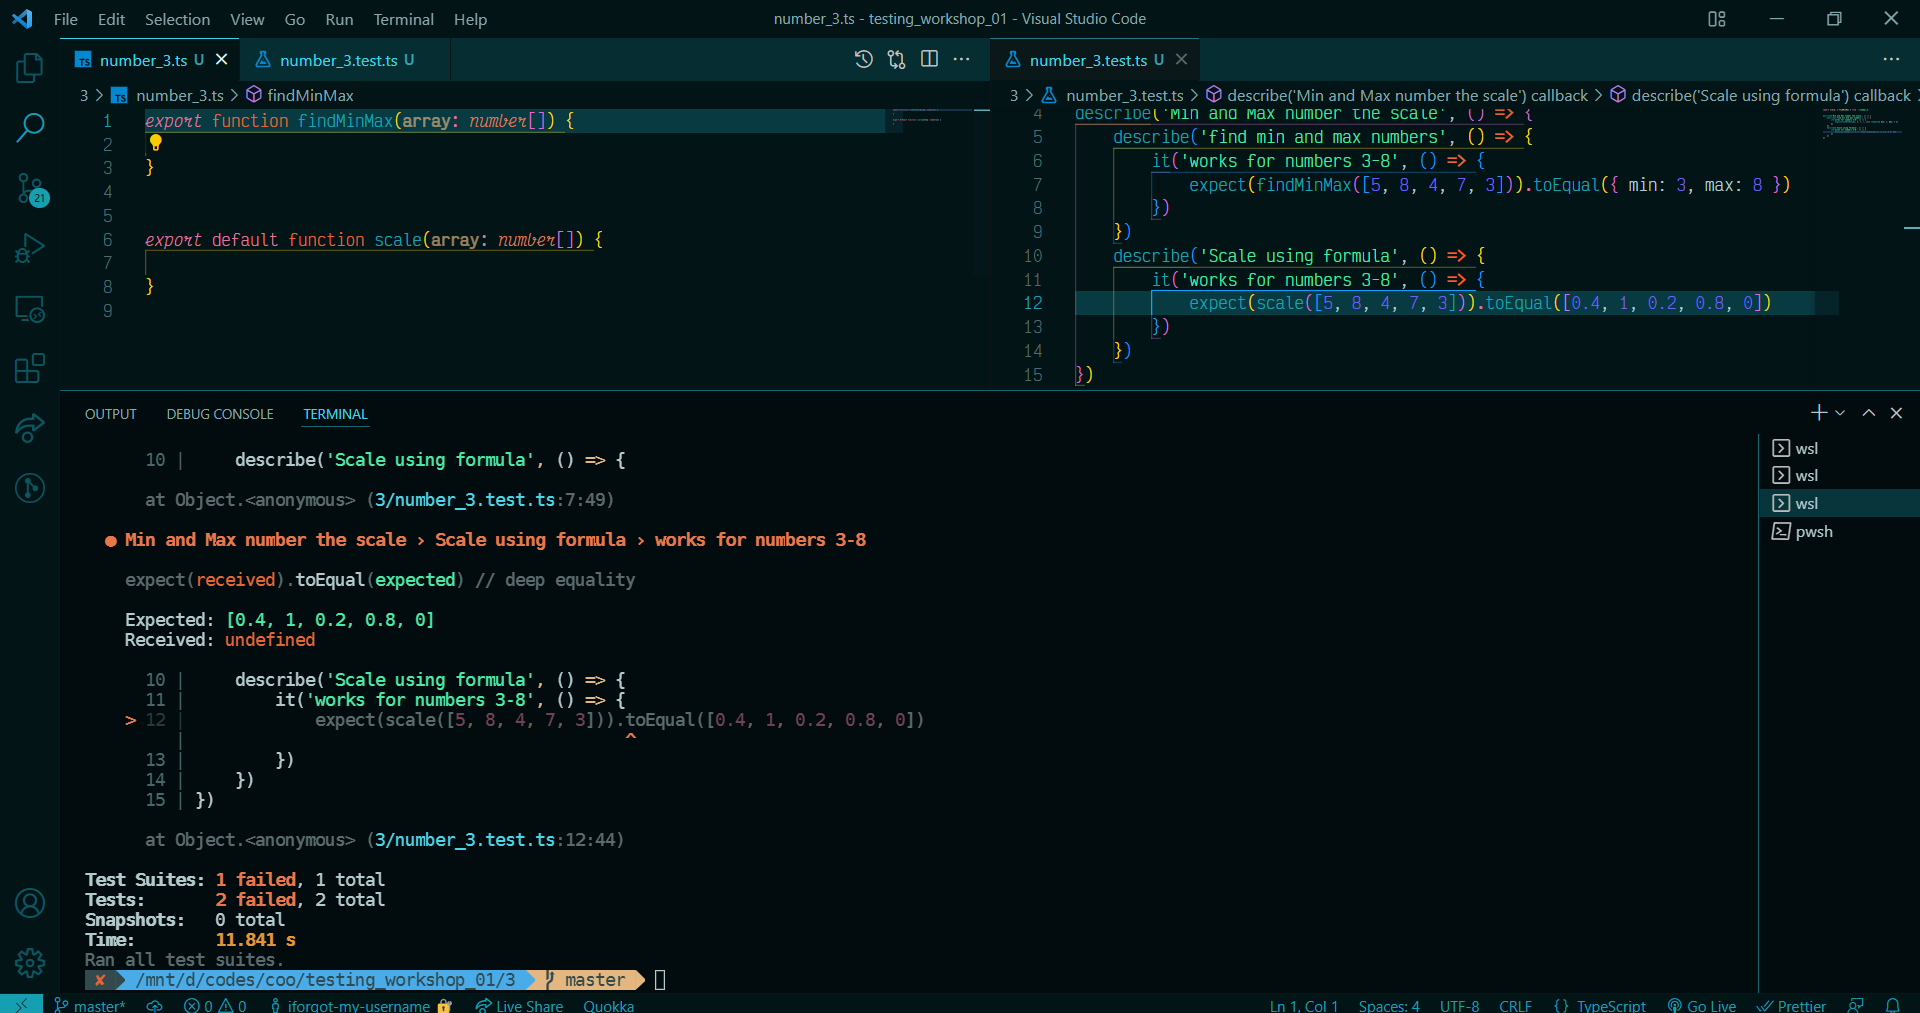 File Edit Selection View Go Run Terminal Help
number_3.ts - testing_workshop_01 - Visual Studio Code
number_3.ts U
number_3.test.ts U
3 > TS number_3.ts > findMinMax
1 export function findMinMax(array: number[]) {
2
3 }
4
5
6 export default function scale(array: number[]) {
7
8 }
9
number_3.test.ts U
3 > number_3.test.ts > describe('Min and Max number the scale') callback > describe('Scale using formula') callback >
4 describe('Min and Max number the scale', () => {
5 describe('find min and max numbers', () => {
6 it('works for numbers 3-8', () => {
7 expect(findMinMax([5, 8, 4, 7, 3])).toEqual({ min: 3, max: 8 })
8 })
9 })
10 describe('Scale using formula', () => {
11 it('works for numbers 3-8', () => {
12 expect(scale([5, 8, 4, 7, 3])).toEqual([0.4, 1, 0.2, 0.8, 0])
13 })
14 })
15 })
21
OUTPUT DEBUG CONSOLE TERMINAL
10 | describe('Scale using formula', () => {
at Object.<anonymous> (3/number_3.test.ts:7:49)
● Min and Max number the scale › Scale using formula › works for numbers 3-8
expect(received).toEqual(expected) // deep equality
Expected: [0.4, 1, 0.2, 0.8, 0]
Received: undefined
10 | describe('Scale using formula', () => {
11 | it('works for numbers 3-8', () => {
> 12 | expect(scale([5, 8, 4, 7, 3])).toEqual([0.4, 1, 0.2, 0.8, 0])
| ^
13 | })
14 | })
15 | })
at Object.<anonymous> (3/number_3.test.ts:12:44)
Test Suites: 1 failed, 1 total
Tests: 2 failed, 2 total
Snapshots: 0 total
Time: 11.841 s
Ran all test suites.
✘ /mnt/d/codes/coo/testing_workshop_01/3 master
wsl
wsl
wsl
pwsh
master* 0 0 iforgot-my-username Live Share Quokka
Ln 1, Col 1 Spaces: 4 UTF-8 CRLF {} TypeScript Go Live Prettier